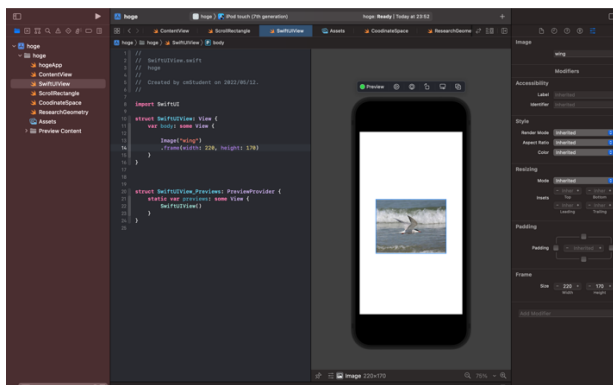 hoge
hoge ⟩ iPod touch (7th generation)
hoge: Ready | Today at 23:52
ContentView
ScrollRectangle
SwiftUIView
Assets
CoodinateSpace
ResearchGeometry
hoge ⟩ hoge ⟩ SwiftUIView ⟩ body
hoge
hoge
hogeApp
ContentView
SwiftUIView
ScrollRectangle
CoodinateSpace
ResearchGeometry
Assets
Preview Content
//
// SwiftUIView.swift
// hoge
//
// Created by cmStudent on 2022/05/12.
//
import SwiftUI
struct SwiftUIView: View {
var body: some View {
Image("wing")
.frame(width: 220, height: 170)
}
}
struct SwiftUIView_Previews: PreviewProvider {
static var previews: some View {
SwiftUIView()
}
}
Preview
Image 220×170
75%
Image
wing
Modifiers
Accessibility
Label Inherited
Identifier Inherited
Style
Render Mode Inherited
Aspect Ratio Inherited
Color Inherited
Resizing
Mode Inherited
Insets
Top Bottom
Leading Trailing
Padding
Padding Inherited
Frame
Size 220 170
Width Height
Add Modifier